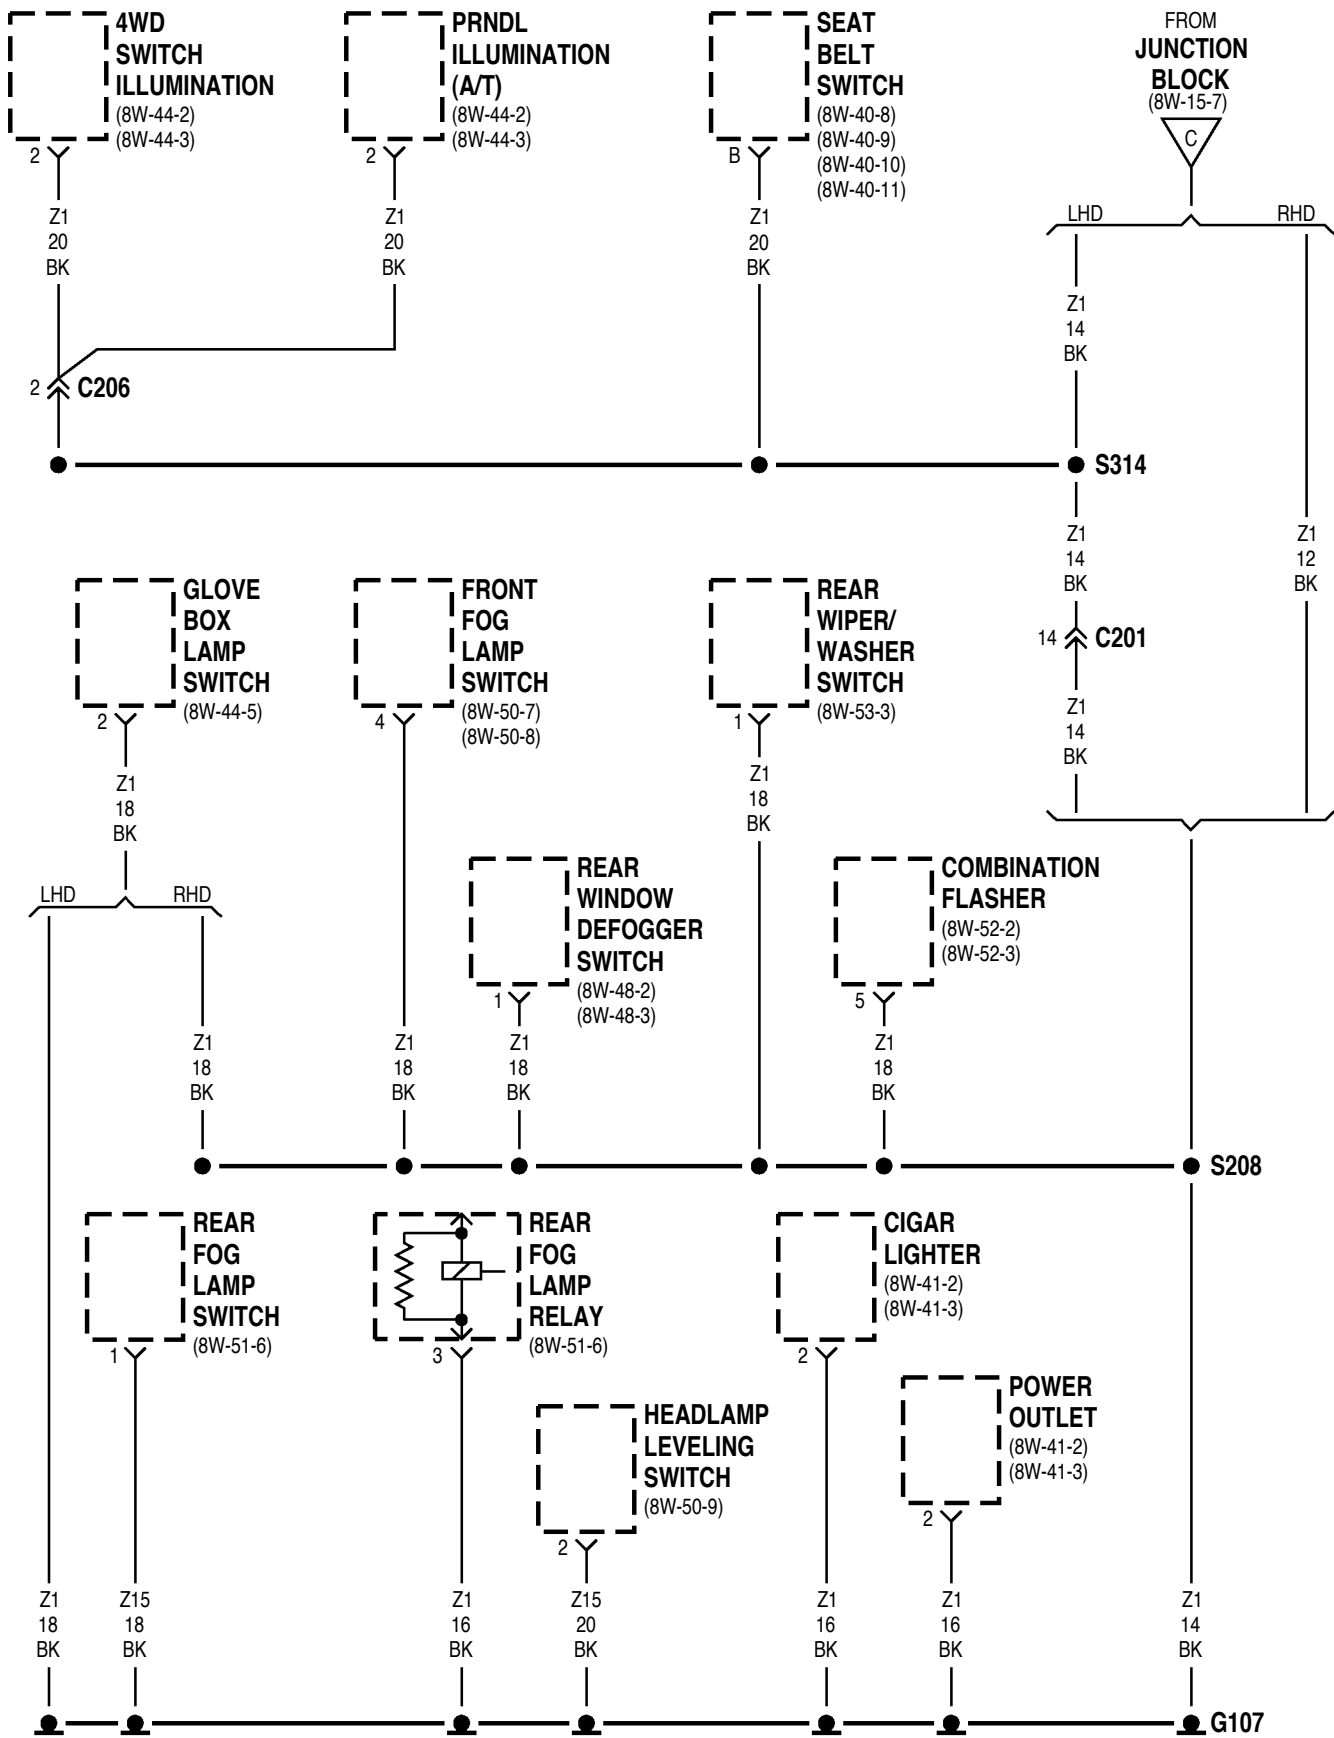 4WD
SWITCH
ILLUMINATION
(8W-44-2)
(8W-44-3)
2
Z1
20
BK
PRNDL
ILLUMINATION
(A/T)
(8W-44-2)
(8W-44-3)
2
Z1
20
BK
SEAT
BELT
SWITCH
(8W-40-8)
(8W-40-9)
(8W-40-10)
(8W-40-11)
B
Z1
20
BK
FROM
JUNCTION
BLOCK
(8W-15-7)
C
LHD
RHD
Z1
14
BK
2
C206
S314
Z1
14
BK
Z1
12
BK
14
C201
Z1
14
BK
GLOVE
BOX
LAMP
SWITCH
(8W-44-5)
2
Z1
18
BK
LHD
RHD
Z1
18
BK
FRONT
FOG
LAMP
SWITCH
(8W-50-7)
(8W-50-8)
4
Z1
18
BK
REAR
WINDOW
DEFOGGER
SWITCH
(8W-48-2)
(8W-48-3)
1
Z1
18
BK
REAR
WIPER/
WASHER
SWITCH
(8W-53-3)
1
Z1
18
BK
COMBINATION
FLASHER
(8W-52-2)
(8W-52-3)
5
Z1
18
BK
S208
REAR
FOG
LAMP
SWITCH
(8W-51-6)
1
REAR
FOG
LAMP
RELAY
(8W-51-6)
3
HEADLAMP
LEVELING
SWITCH
(8W-50-9)
2
CIGAR
LIGHTER
(8W-41-2)
(8W-41-3)
2
POWER
OUTLET
(8W-41-2)
(8W-41-3)
2
Z1
18
BK
Z15
18
BK
Z1
16
BK
Z15
20
BK
Z1
16
BK
Z1
16
BK
Z1
14
BK
G107